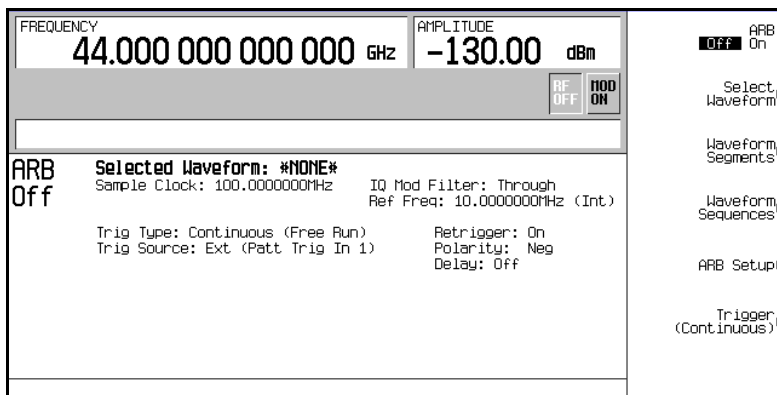 FREQUENCY
44.000 000 000 000 GHz
AMPLITUDE
-130.00 dBm
RF OFF
MOD ON
ARB Off
Selected Waveform: *NONE*
Sample Clock: 100.0000000MHz
IQ Mod Filter: Through
Ref Freq: 10.0000000MHz (Int)
Trig Type: Continuous (Free Run)
Retrigger: On
Trig Source: Ext (Patt Trig In 1)
Polarity: Neg
Delay: Off
ARB
Off On
Select
Waveform
Waveform
Segments
Waveform
Sequences
ARB Setup
Trigger
(Continuous)